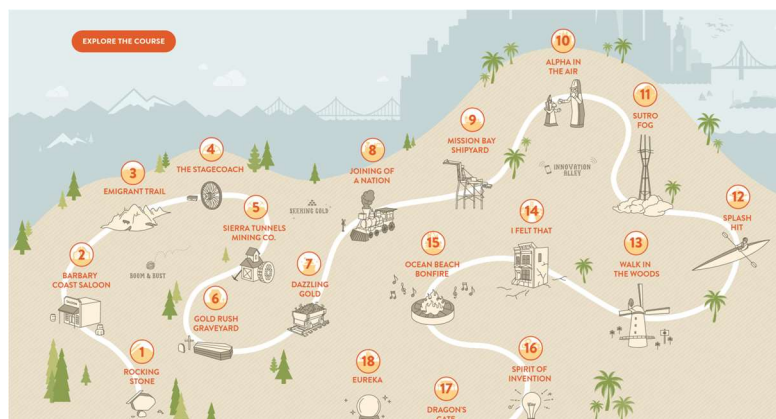 EXPLORE THE COURSE
10
ALPHA IN
THE AIR
11
SUTRO
FOG
9
MISSION BAY
SHIPYARD
8
JOINING OF
A NATION
4
THE STAGECOACH
3
EMIGRANT TRAIL
INNOVATION
ALLEY
12
SPLASH
HIT
5
SIERRA TUNNELS
MINING CO.
SEEKING GOLD
14
I FELT THAT
13
WALK IN
THE WOODS
15
OCEAN BEACH
BONFIRE
2
BARBARY
COAST SALOON
BOOM & BUST
7
DAZZLING
GOLD
6
GOLD RUSH
GRAVEYARD
1
ROCKING
STONE
18
EUREKA
16
SPIRIT OF
INVENTION
17
DRAGON'S
GATE